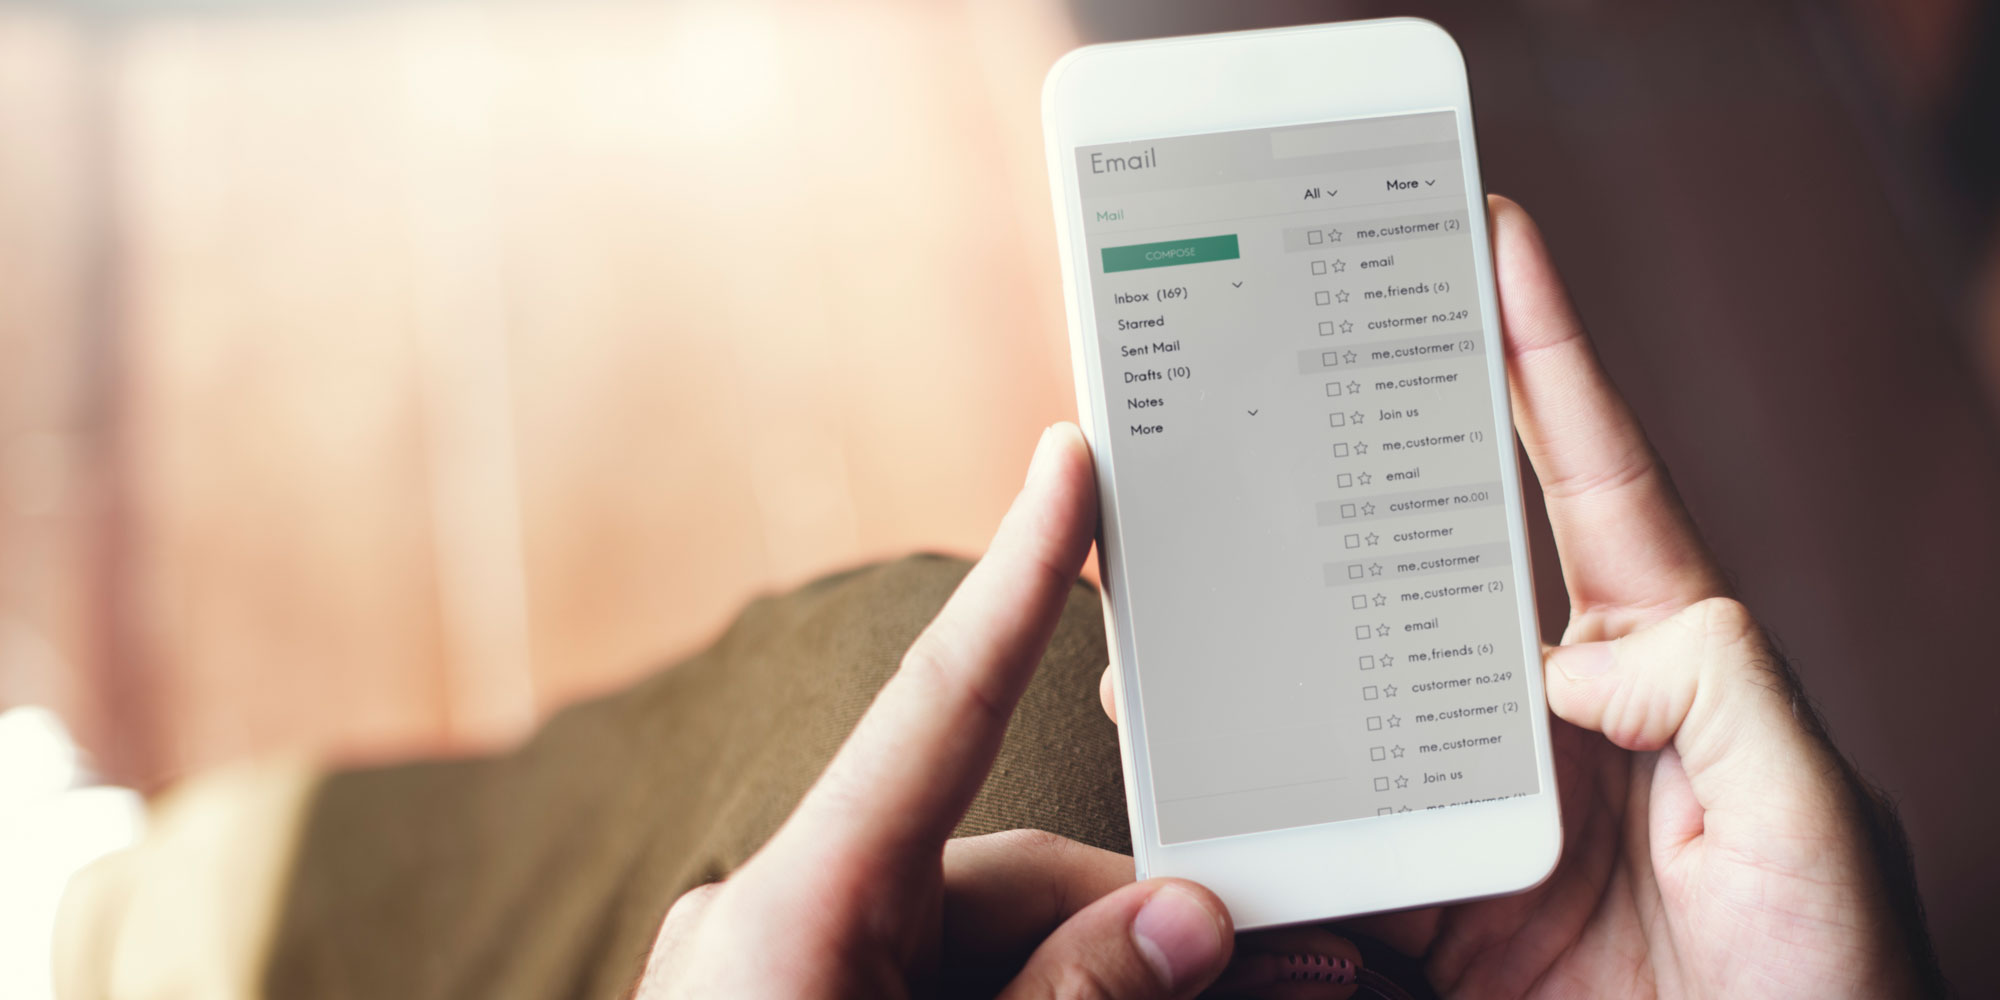 Email
All
More
Mail
COMPOSE
Inbox (169)
Starred
Sent Mail
Drafts (10)
Notes
More
me,custormer (2)
email
me,friends (6)
custormer no.249
me,custormer (2)
me,custormer
Join us
me,custormer (1)
email
custormer no.001
custormer
me,custormer
me,custormer (2)
email
me,friends (6)
custormer no.249
me,custormer (2)
me,custormer
Join us
me,custormer (1)